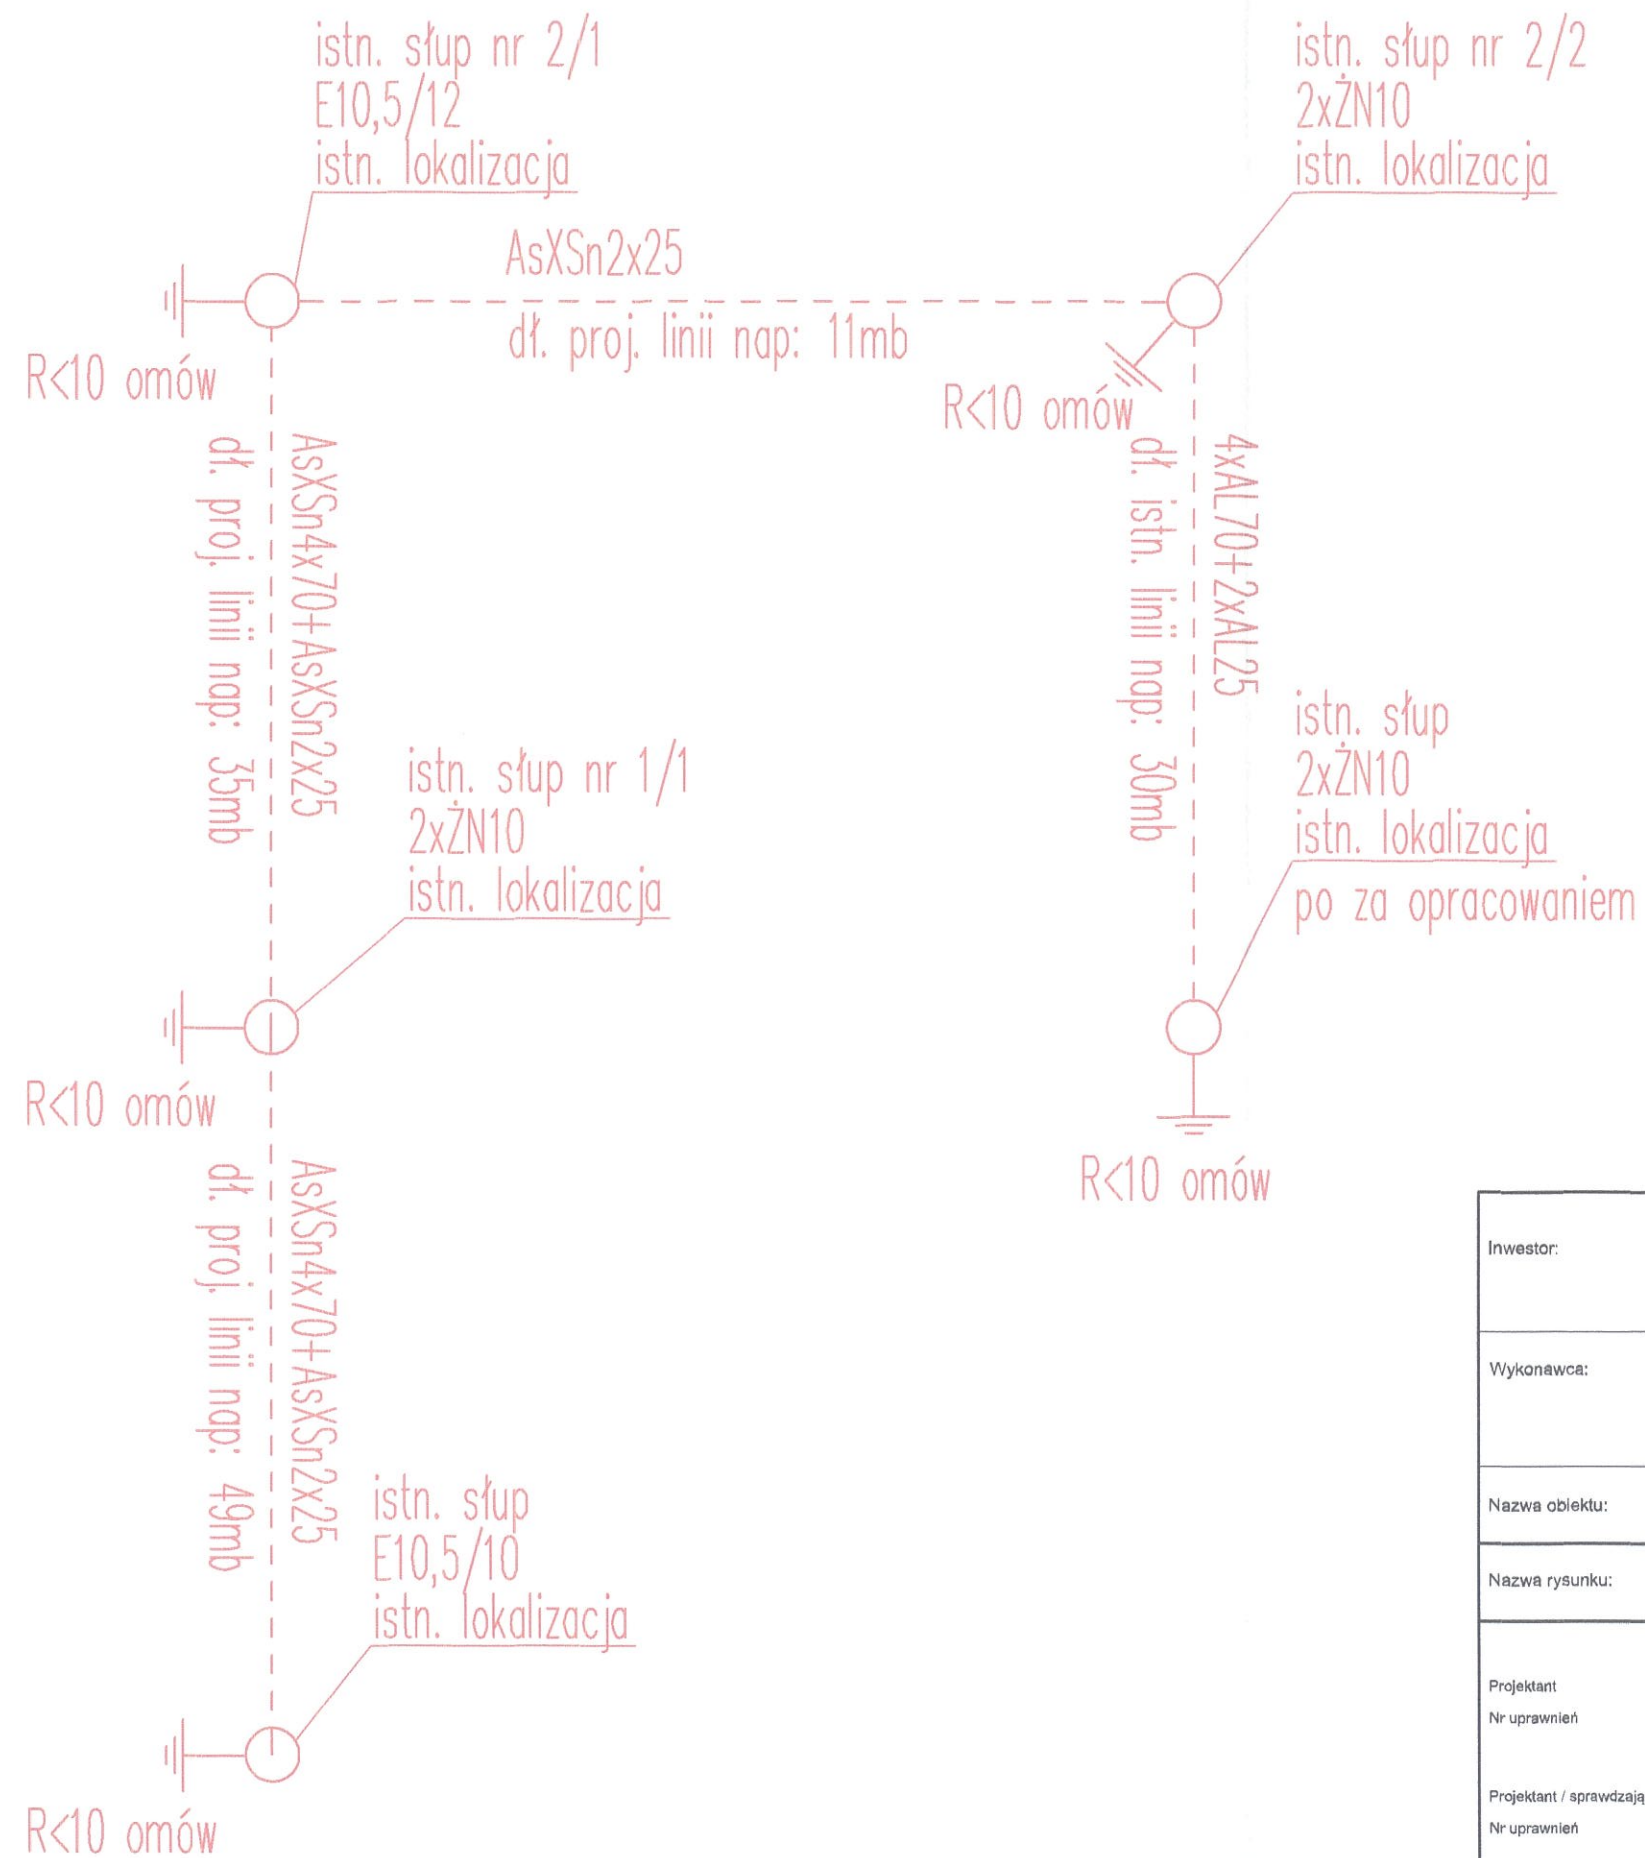 istn. słup nr 2/1
E10,5/12
istn. lokalizacja
istn. słup nr 2/2
2xŻN10
istn. lokalizacja
AsXSn2x25
dł. proj. linii nap: 11mb
R<10 omów
R<10 omów
AsXSn4x70+AsXSn2x25
dł. proj. linii nap: 35mb
4xAL70+2xAL25
dł. istn. linii nap: 30mb
istn. słup nr 1/1
2xŻN10
istn. lokalizacja
istn. słup
2xŻN10
istn. lokalizacja
po za opracowaniem
R<10 omów
R<10 omów
AsXSn4x70+AsXSn2x25
dł. proj. linii nap: 49mb
istn. słup
E10,5/10
istn. lokalizacja
R<10 omów
Inwestor:
Wykonawca:
Nazwa obiektu:
Nazwa rysunku:
Projektant
Nr uprawnień
Projektant / sprawdzają
Nr uprawnień